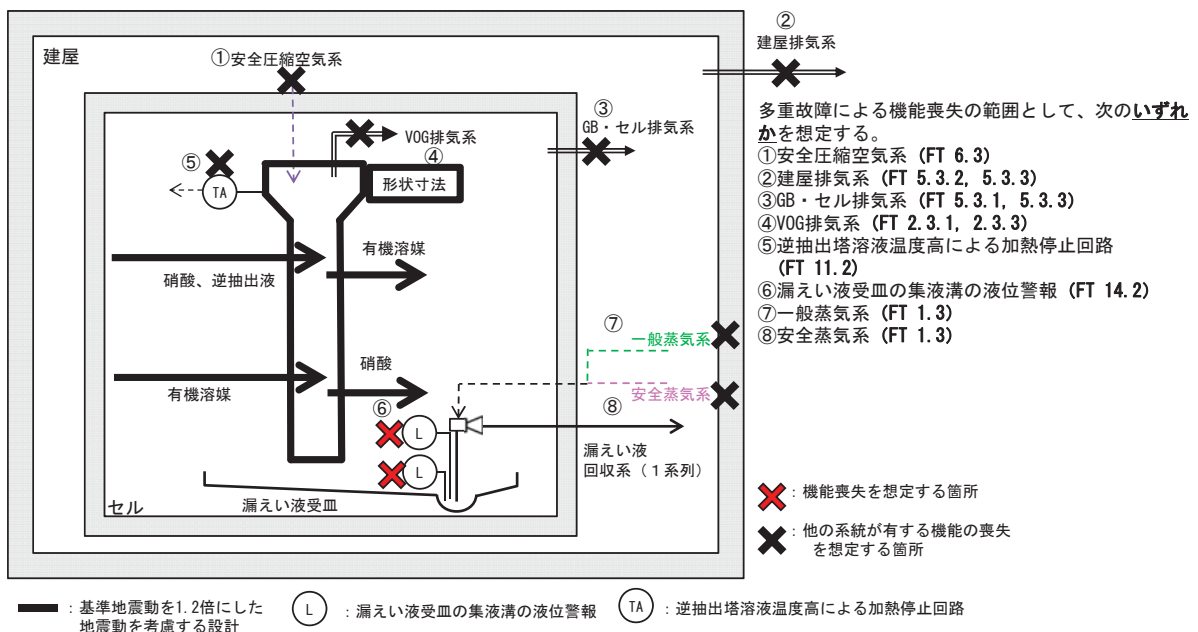 建屋
①安全圧縮空気系
②
建屋排気系
③
GB・セル排気系
VOG排気系
④
⑤
TA
形状寸法
有機溶媒
硝酸、逆抽出液
硝酸
有機溶媒
⑥
L
L
⑦
一般蒸気系
安全蒸気系
⑧
漏えい液
回収系（１系列）
漏えい液受皿
セル
多重故障による機能喪失の範囲として、次のいずれ
かを想定する。
①安全圧縮空気系 (FT 6.3)
②建屋排気系 (FT 5.3.2, 5.3.3)
③GB・セル排気系 (FT 5.3.1, 5.3.3)
④VOG排気系 (FT 2.3.1, 2.3.3)
⑤逆抽出塔溶液温度高による加熱停止回路
(FT 11.2)
⑥漏えい液受皿の集液溝の液位警報 (FT 14.2)
⑦一般蒸気系 (FT 1.3)
⑧安全蒸気系 (FT 1.3)
：機能喪失を想定する箇所
：他の系統が有する機能の喪失
を想定する箇所
：基準地震動を1.2倍にした
地震動を考慮する設計
L ：漏えい液受皿の集液溝の液位警報
TA ：逆抽出塔溶液温度高による加熱停止回路